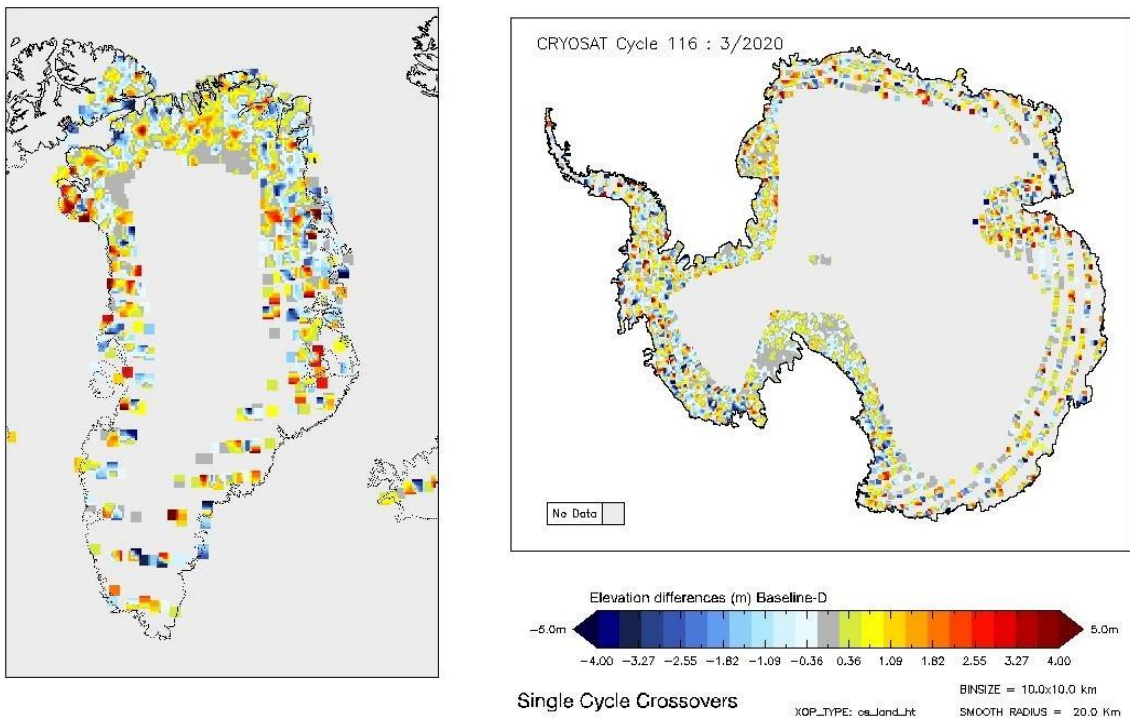 CRYOSAT Cycle 116 : 3/2020
No Data
Elevation differences (m) Baseline-D
-5.0m 5.0m
-4.00 -3.27 -2.55 -1.82 -1.09 -0.36 0.36 1.09 1.82 2.55 3.27 4.00
Single Cycle Crossovers
BINSIZE = 10.0x10.0 km
XOP_TYPE: cs_land_ht SMOOTH RADIUS = 20.0 Km